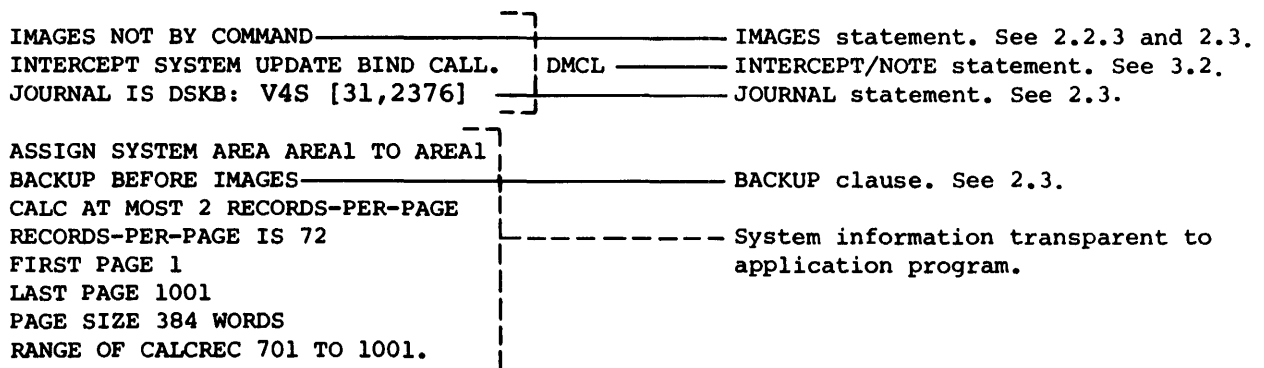 IMAGES NOT BY COMMAND IMAGES statement. See 2.2.3 and 2.3.
INTERCEPT SYSTEM UPDATE BIND CALL. DMCL INTERCEPT/NOTE statement. See 3.2.
JOURNAL IS DSKB: V4S [31,2376] JOURNAL statement. See 2.3.
ASSIGN SYSTEM AREA AREA1 TO AREA1
BACKUP BEFORE IMAGES BACKUP clause. See 2.3.
CALC AT MOST 2 RECORDS-PER-PAGE
RECORDS-PER-PAGE IS 72 System information transparent to
FIRST PAGE 1 application program.
LAST PAGE 1001
PAGE SIZE 384 WORDS
RANGE OF CALCREC 701 TO 1001.